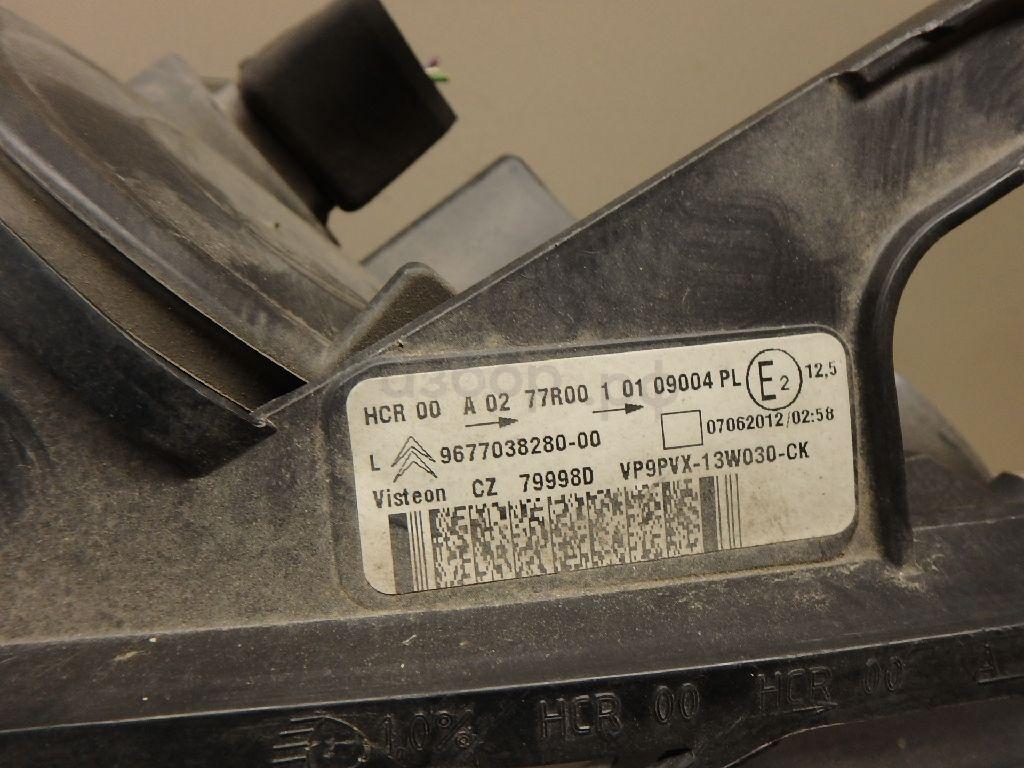 HCR 00 A 02 77R00 1 01 09004 PL E2 12,5
L 9677038280-00 07062012/02:58
Visteon CZ 79998D VP9PVX-13W030-CK
1.0% HCR 00 HCR 00 A